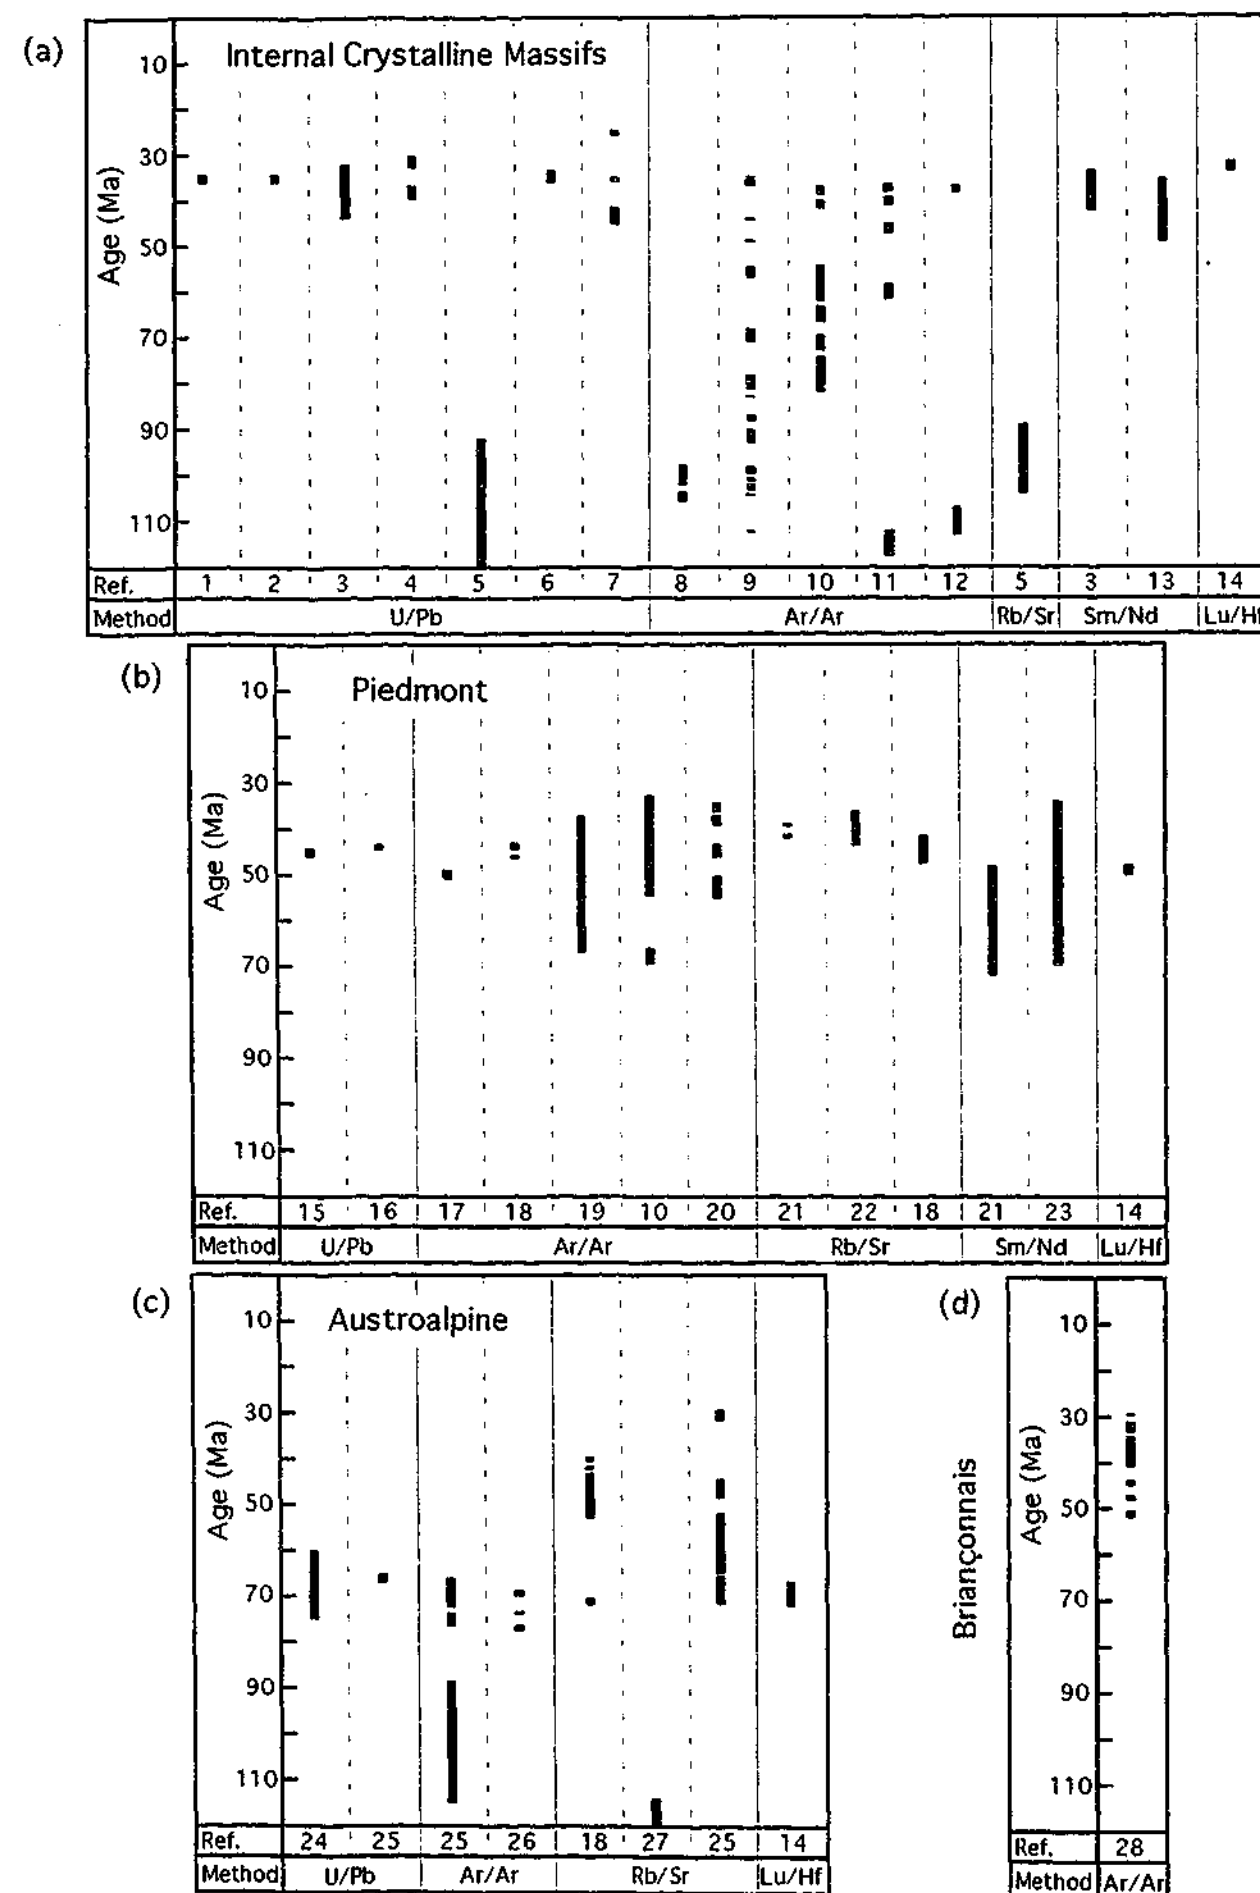 (a)
Internal Crystalline Massifs
Age (Ma)
10
30
50
70
90
110
Ref. 1 2 3 4 5 6 7 8 9 10 11 12 5 3 13 14
Method U/Pb Ar/Ar Rb/Sr Sm/Nd Lu/Hf
(b)
Piedmont
Age (Ma)
10
30
50
70
90
110
Ref. 15 16 17 18 19 10 20 21 22 18 21 23 14
Method U/Pb Ar/Ar Rb/Sr Sm/Nd Lu/Hf
(c)
Austroalpine
Age (Ma)
10
30
50
70
90
110
Ref. 24 25 25 26 18 27 25 14
Method U/Pb Ar/Ar Rb/Sr Lu/Hf
(d)
Briançonnais
Age (Ma)
10
30
50
70
90
110
Ref. 28
Method Ar/Ar